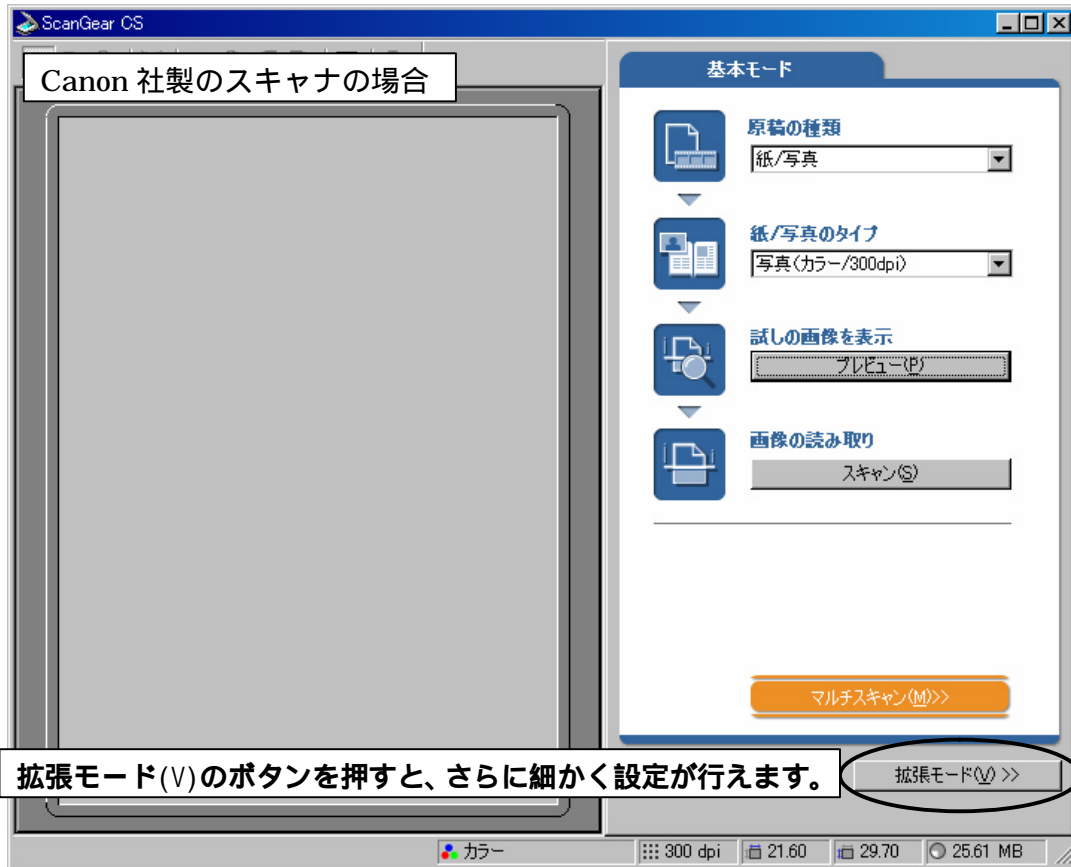 ScanGear CS
Canon 社製のスキャナの場合
基本モード
原稿の種類
紙/写真
紙/写真のタイプ
写真(カラー/300dpi)
試しの画像を表示
プレビュー(P)
画像の読み取り
スキャン(S)
マルチスキャン(M)>>
拡張モード(V)のボタンを押すと、さらに細かく設定が行えます。
拡張モード(V) >>
カラー
300 dpi
21.60
29.70
25.61 MB